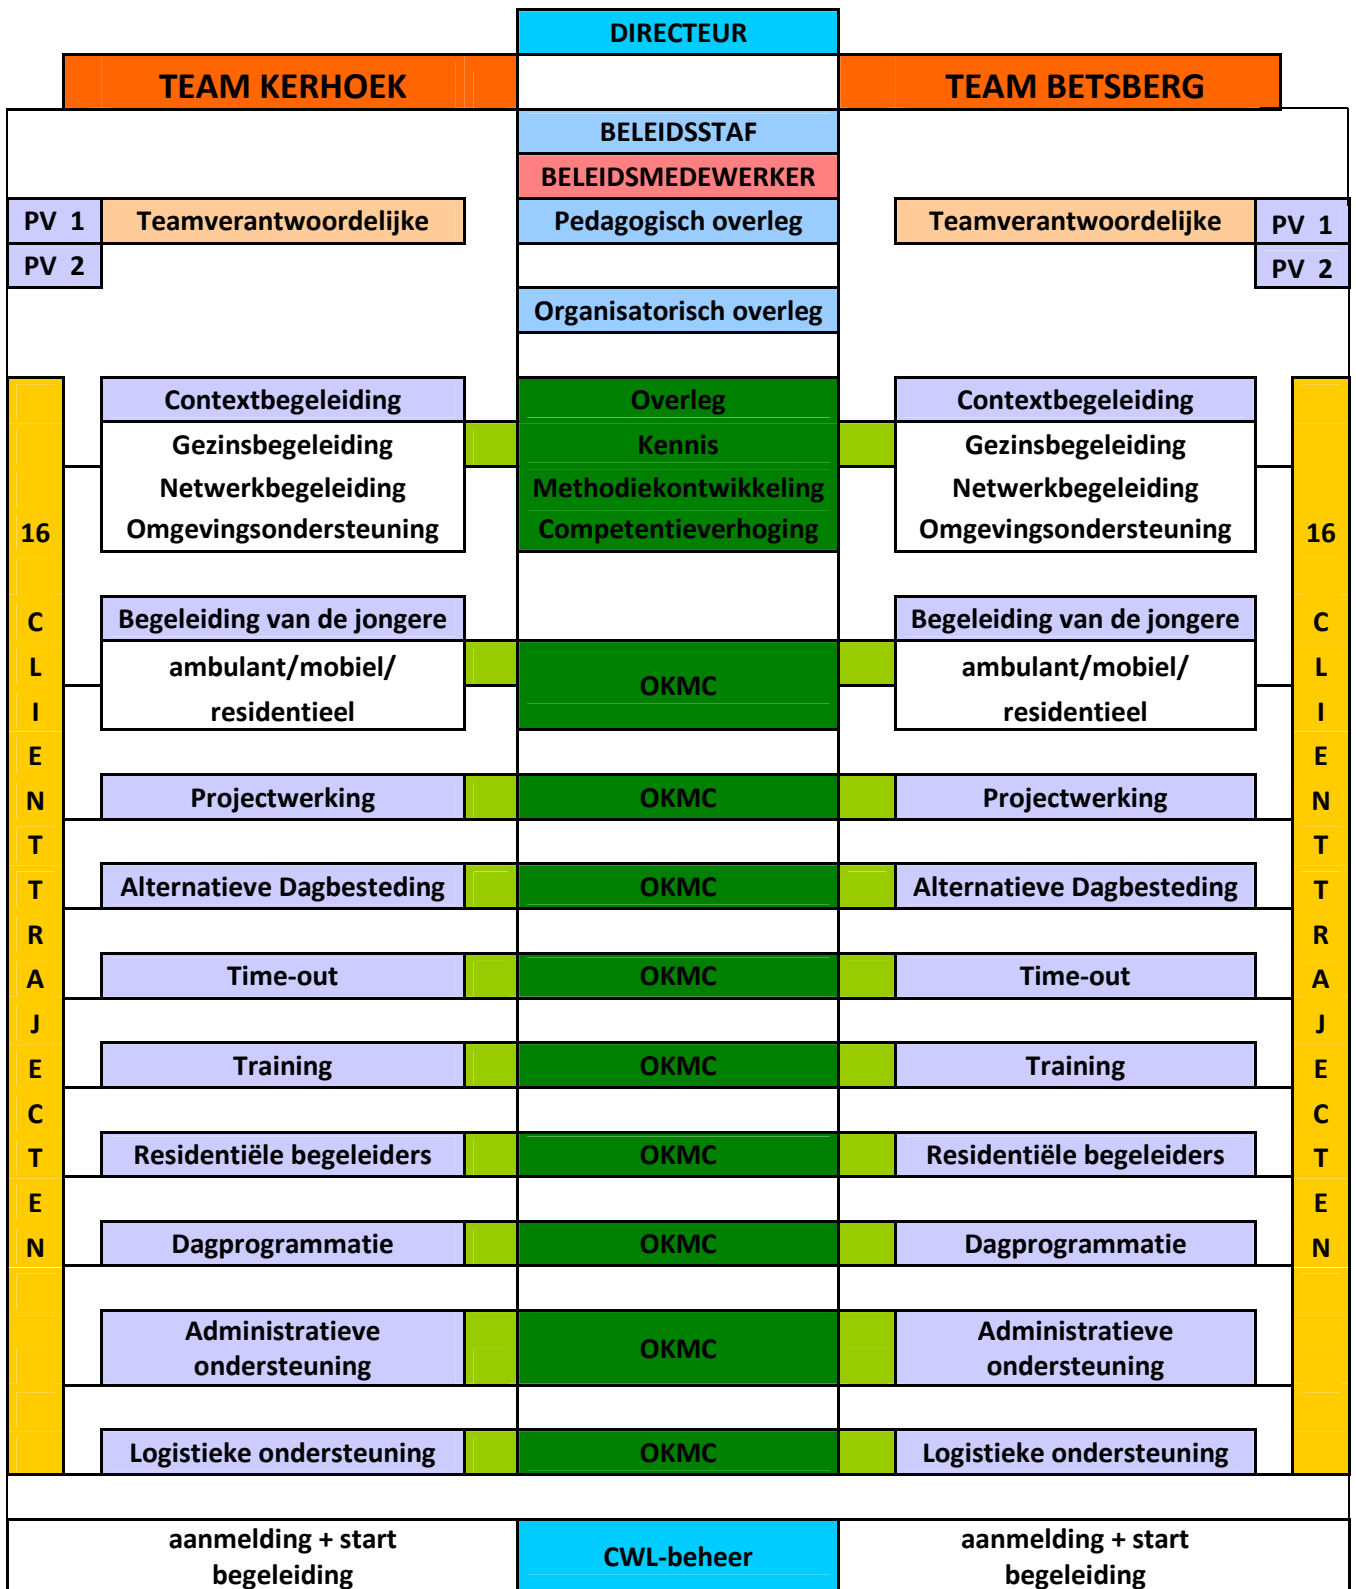 DIRECTEUR
TEAM KERHOEK
TEAM BETSBERG
BELEIDSSTAF
BELEIDSMEDEWERKER
PV 1 Teamverantwoordelijke Pedagogisch overleg Teamverantwoordelijke PV 1
PV 2 PV 2
Organisatorisch overleg
Contextbegeleiding Overleg Contextbegeleiding
Gezinsbegeleiding Kennis Gezinsbegeleiding
Netwerkbegeleiding Methodiekontwikkeling Netwerkbegeleiding
16 Omgevingsondersteuning Competentieverhoging Omgevingsondersteuning 16
C Begeleiding van de jongere Begeleiding van de jongere C
L ambulant/mobiel/ OKMC ambulant/mobiel/ L
I residentieel residentieel I
E E
N Projectwerking OKMC Projectwerking N
T T
T Alternatieve Dagbesteding OKMC Alternatieve Dagbesteding T
R R
A Time-out OKMC Time-out A
J J
E Training OKMC Training E
C C
T Residentiële begeleiders OKMC Residentiële begeleiders T
E E
N Dagprogrammatie OKMC Dagprogrammatie N
Administratieve OKMC Administratieve
ondersteuning ondersteuning
Logistieke ondersteuning OKMC Logistieke ondersteuning
aanmelding + start CWL-beheer aanmelding + start
begeleiding begeleiding